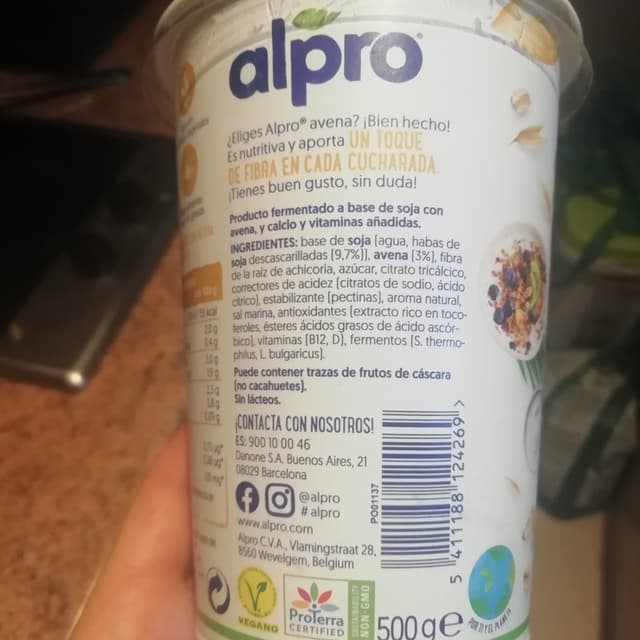 alpro
¿Eliges Alpro® avena? ¡Bien hecho!
Es nutritiva y aporta UN TOQUE
DE FIBRA EN CADA CUCHARADA.
¡Tienes buen gusto, sin duda!
Producto fermentado a base de soja con
avena, y calcio y vitaminas añadidas.
INGREDIENTES: base de soja (agua, habas de
soja descascarilladas (9,7%)), avena (3%), fibra
de la raíz de achicoria, azúcar, citrato tricálcico,
correctores de acidez (citratos de sodio, ácido
cítrico), estabilizante (pectinas), aroma natural,
sal marina, antioxidantes (extracto rico en toco-
feroles, ésteres ácidos grasos de ácido ascór-
bico), vitaminas (B12, D), fermentos (S. thermo-
philus, L. bulgaricus).
Puede contener trazas de frutos de cáscara
(no cacahuetes).
Sin lácteos.
¡CONTACTA CON NOSOTROS!
ES: 900 10 00 46
Danone S.A. Buenos Aires, 21
08029 Barcelona
@alpro
# alpro
www.alpro.com
Alpro C.V.A., Vlamingstraat 28,
8560 Wevelgem, Belgium
PO01137
5 411188 124269 >
VEGANO
ProTerra
CERTIFIED
SUSTAINABILITY
NON-GMO
500 g e
POR TI Y EL PLANETA